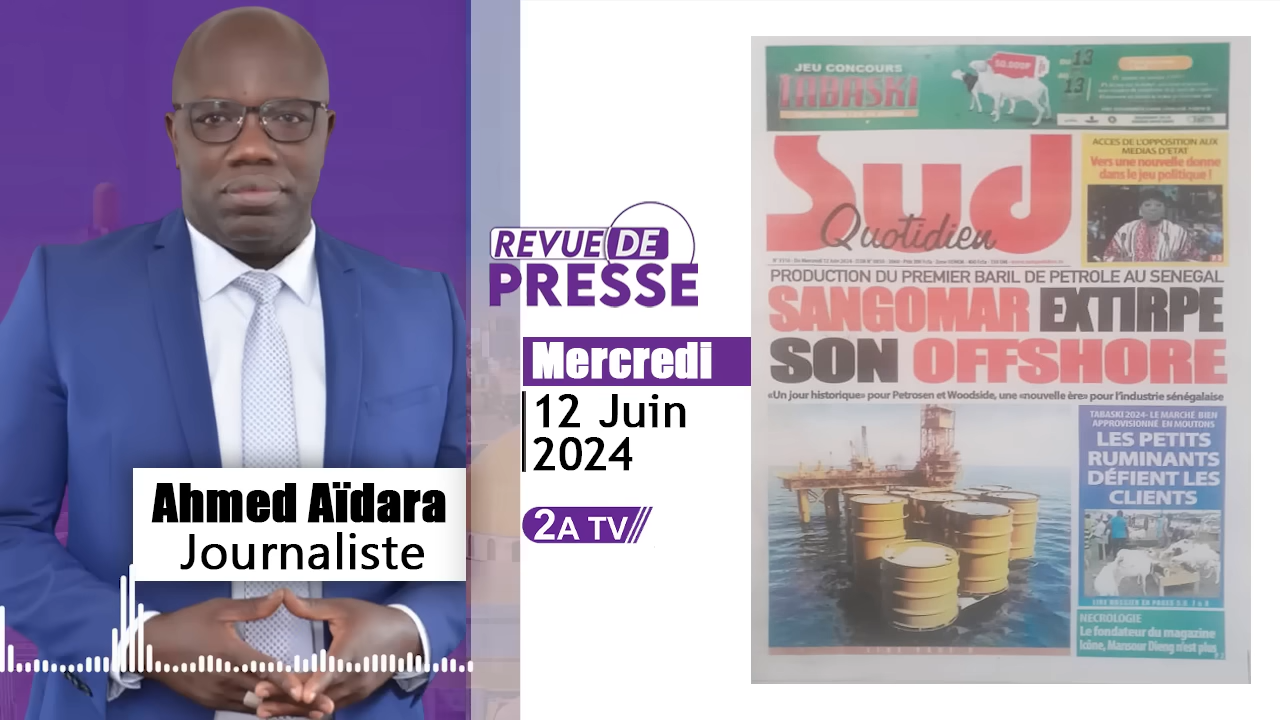 REVUE DE
PRESSE
Mercredi
12 Juin
2024
2A TV
Ahmed Aïdara
Journaliste
JEU CONCOURS
TABASKI
50.000F
13
13
Sud
Quotidien
ACCES DE L'OPPOSITION AUX
MEDIAS D'ETAT
Vers une nouvelle donne
dans le jeu politique !
PRODUCTION DU PREMIER BARIL DE PETROLE AU SENEGAL
SANGOMAR EXTIRPE
SON OFFSHORE
«Un jour historique» pour Petrosen et Woodside, une «nouvelle ère» pour l'industrie sénégalaise
TABASKI 2024- LE MARCHÉ BIEN
APPROVISIONNÉ EN MOUTONS
LES PETITS
RUMINANTS
DÉFIENT LES
CLIENTS
NECROLOGIE
Le fondateur du magazine
Icône, Mansour Dieng n'est plus